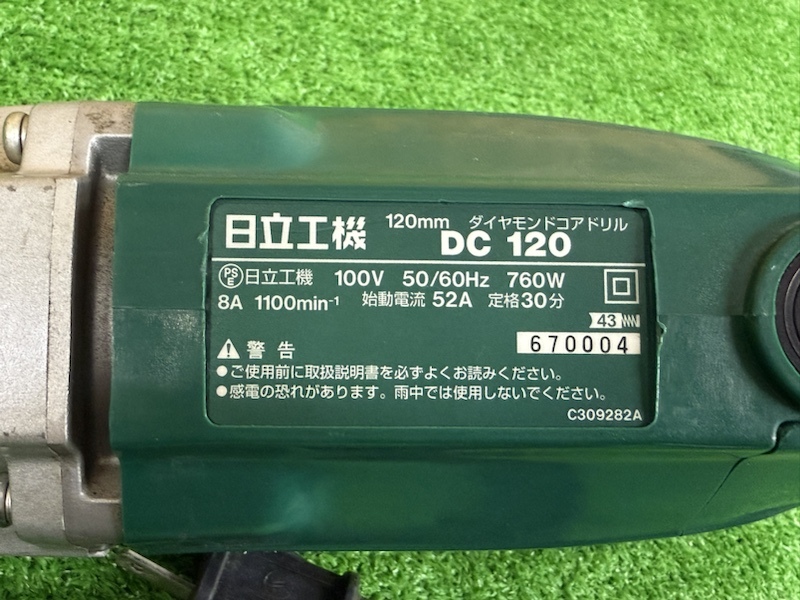 日立工機 120mm ダイヤモンドコアドリル
DC 120
PSE 日立工機 100V 50/60Hz 760W
8A 1100min⁻¹ 始動電流 52A 定格30分
43
670004
警告
●ご使用前に取扱説明書を必ずよくお読みください。
●感電の恐れがあります。雨中では使用しないでください。
C309282A